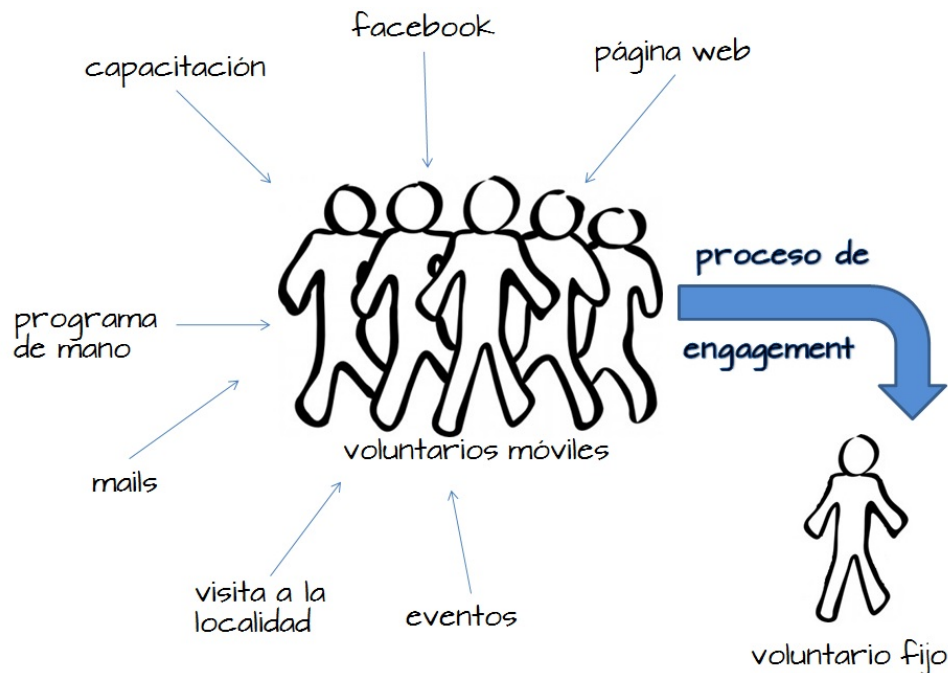 facebook
capacitación
página web
proceso de
engagement
programa
de mano
voluntarios móviles
mails
visita a la
localidad
eventos
voluntario fijo